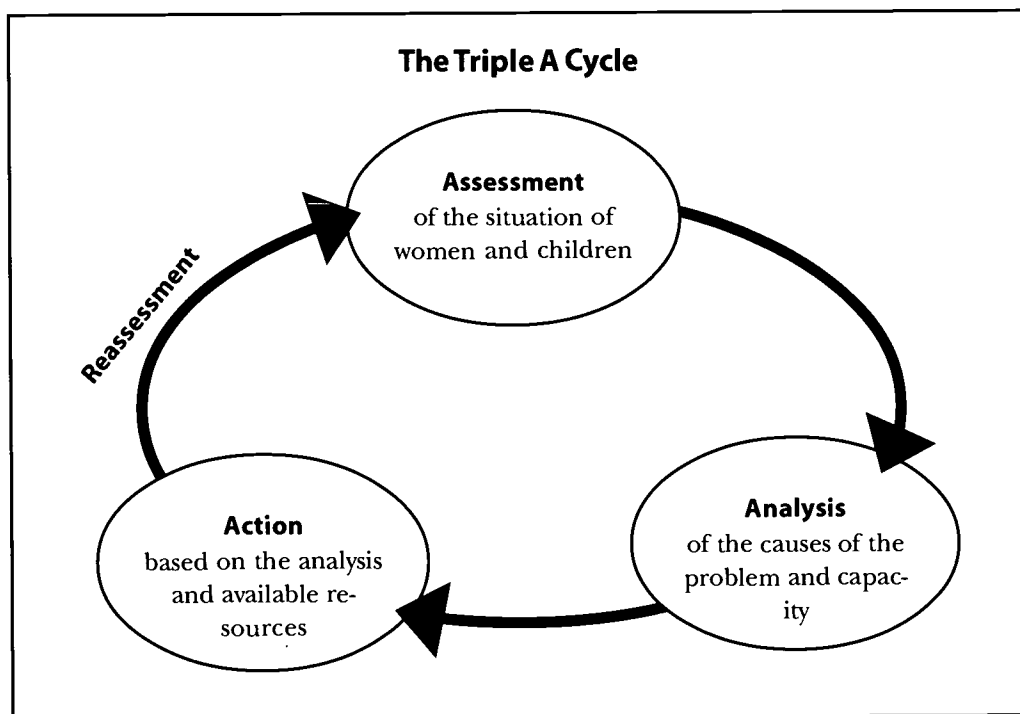 The Triple A Cycle
Assessment
of the situation of
women and children
Reassessment
Analysis
of the causes of the
problem and capac-
ity
Action
based on the analysis
and available re-
sources